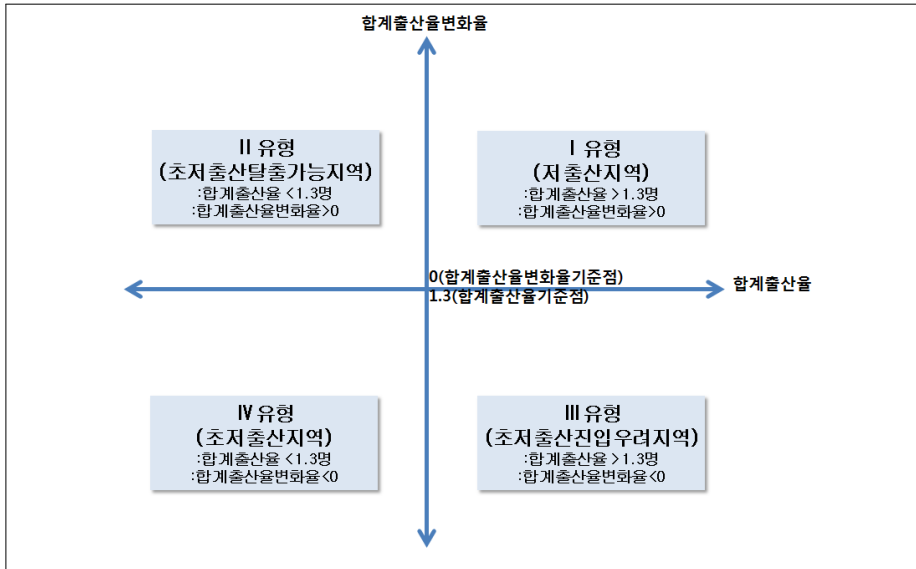 합계출산율변화율
Ⅱ 유형
(초저출산탈출가능지역)
:합계출산율 <1.3명
:합계출산율변화율>0
Ⅰ 유형
(저출산지역)
:합계출산율 >1.3명
:합계출산율변화율>0
0(합계출산율변화율기준점)
1.3(합계출산율기준점)
합계출산율
Ⅳ 유형
(초저출산지역)
:합계출산율 <1.3명
:합계출산율변화율<0
Ⅲ 유형
(초저출산진입우려지역)
:합계출산율 >1.3명
:합계출산율변화율<0